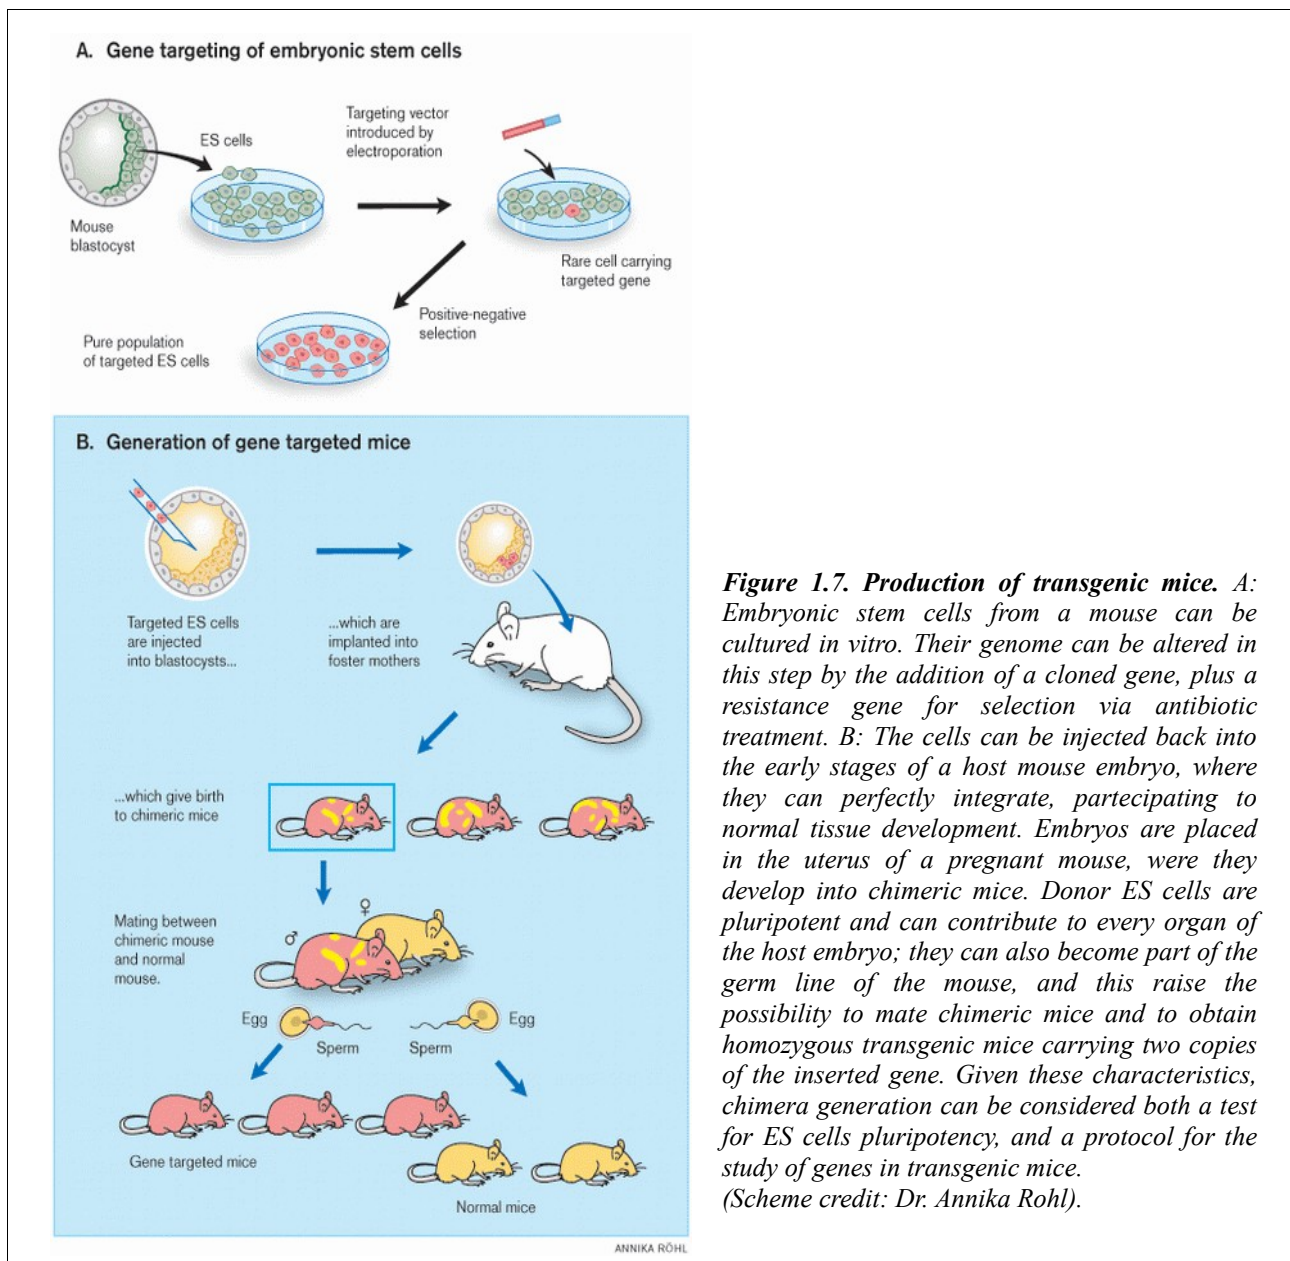 A. Gene targeting of embryonic stem cells
ES cells
Targeting vector
introduced by
electroporation
Mouse
blastocyst
Rare cell carrying
targeted gene
Positive-negative
selection
Pure population
of targeted ES cells
B. Generation of gene targeted mice
Targeted ES cells
are injected
into blastocysts...
...which are
implanted into
foster mothers
...which give birth
to chimeric mice
Mating between
chimeric mouse
and normal
mouse.
♀
♂
Egg
Sperm
Sperm
Egg
Gene targeted mice
Normal mice
ANNIKA RÖHL
Figure 1.7. Production of transgenic mice. A:
Embryonic stem cells from a mouse can be
cultured in vitro. Their genome can be altered in
this step by the addition of a cloned gene, plus a
resistance gene for selection via antibiotic
treatment. B: The cells can be injected back into
the early stages of a host mouse embryo, where
they can perfectly integrate, partecipating to
normal tissue development. Embryos are placed
in the uterus of a pregnant mouse, were they
develop into chimeric mice. Donor ES cells are
pluripotent and can contribute to every organ of
the host embryo; they can also become part of the
germ line of the mouse, and this raise the
possibility to mate chimeric mice and to obtain
homozygous transgenic mice carrying two copies
of the inserted gene. Given these characteristics,
chimera generation can be considered both a test
for ES cells pluripotency, and a protocol for the
study of genes in transgenic mice.
(Scheme credit: Dr. Annika Rohl).